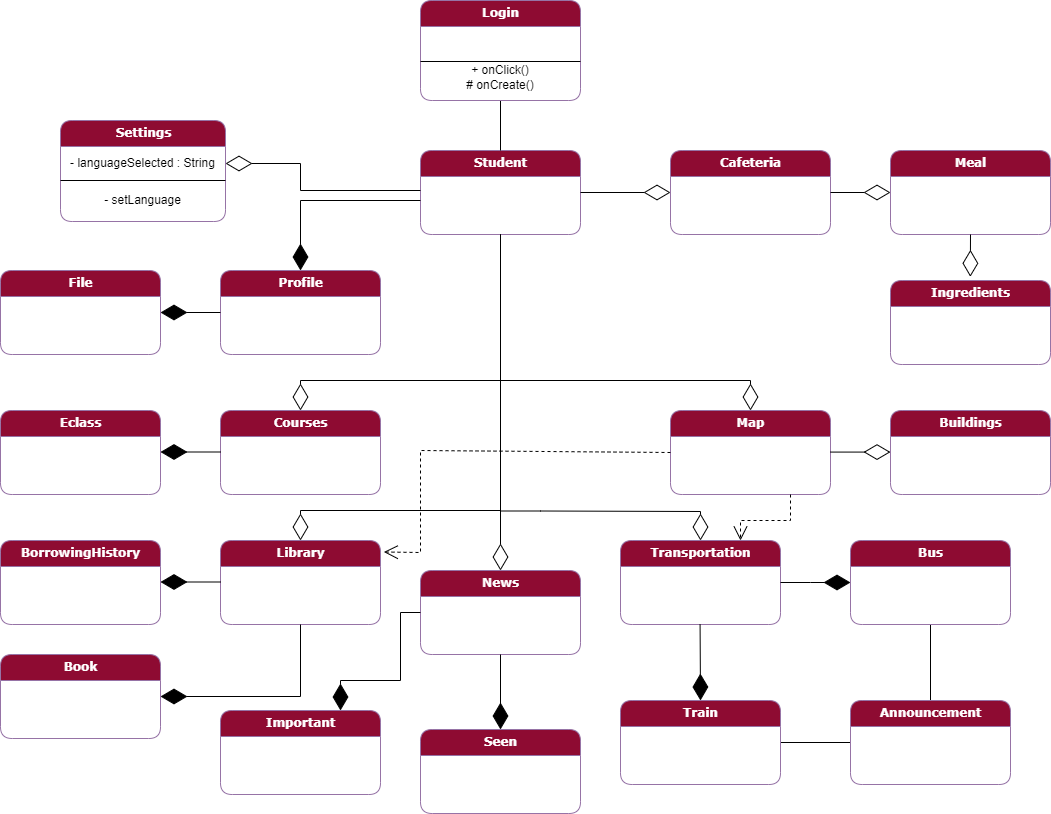 Login
+ onClick()
# onCreate()
Settings
- languageSelected : String
- setLanguage
Student
Cafeteria
Meal
File
Profile
Ingredients
Eclass
Courses
Map
Buildings
BorrowingHistory
Library
Transportation
Bus
News
Book
Important
Seen
Train
Announcement